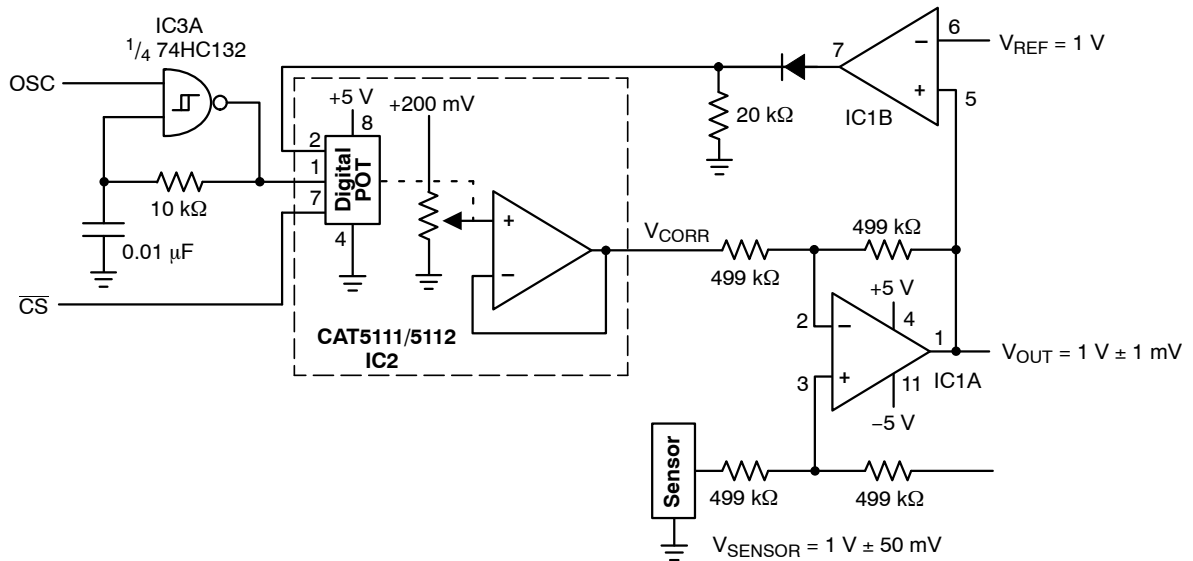 IC3A
1/4 74HC132
OSC
+5 V
+200 mV
8
2
1
7
4
Digital
POT
10 kΩ
0.01 μF
CS
+
−
CAT5111/5112
IC2
7
−
6
VREF = 1 V
+
5
IC1B
20 kΩ
VCORR
499 kΩ
499 kΩ
+5 V
2
−
4
1
VOUT = 1 V ± 1 mV
3
+
11
IC1A
−5 V
Sensor
499 kΩ
499 kΩ
VSENSOR = 1 V ± 50 mV